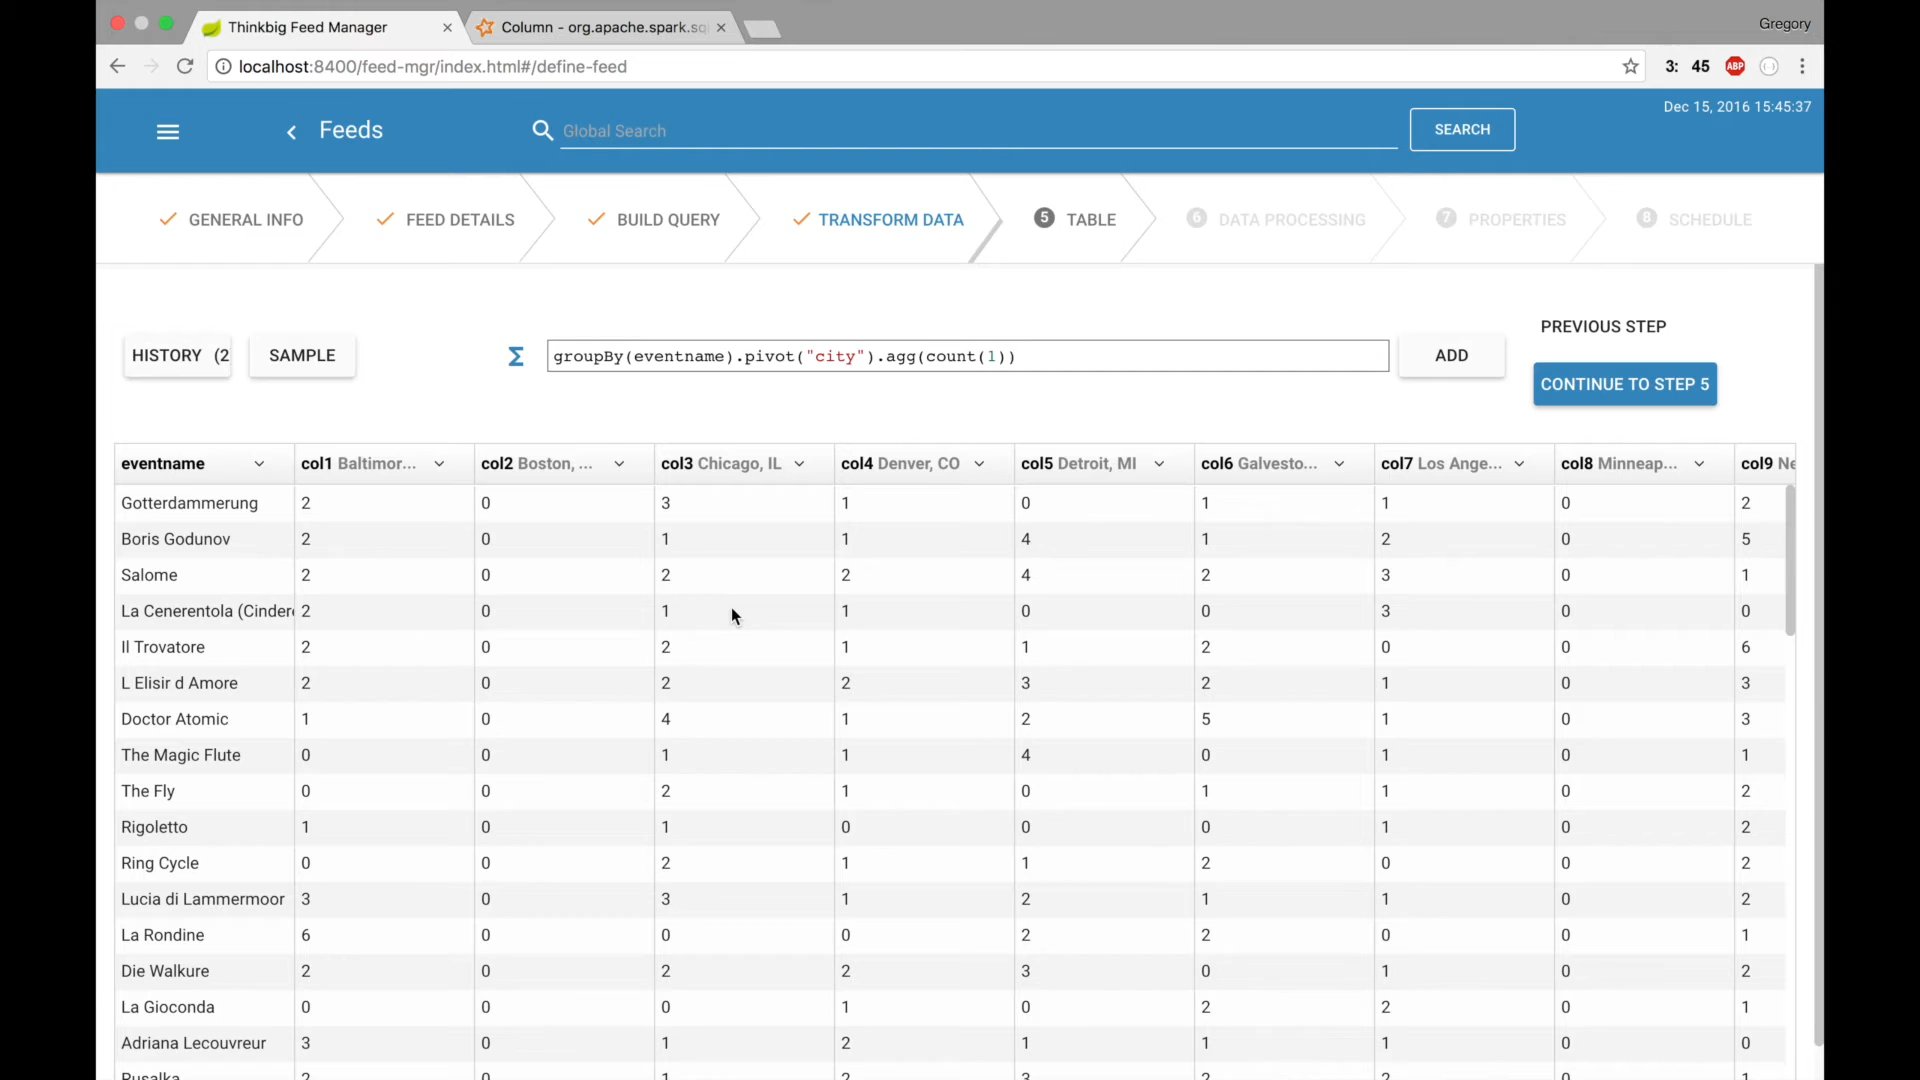 Thinkbig Feed Manager
Column - org.apache.spark.sq
Gregory
localhost:8400/feed-mgr/index.html#/define-feed
3: 45
ABP
Dec 15, 2016 15:45:37
Feeds
Global Search
SEARCH
GENERAL INFO
FEED DETAILS
BUILD QUERY
TRANSFORM DATA
5 TABLE
6 DATA PROCESSING
7 PROPERTIES
8 SCHEDULE
PREVIOUS STEP
HISTORY (2
SAMPLE
Σ
groupBy(eventname).pivot("city").agg(count(1))
ADD
CONTINUE TO STEP 5
eventname col1 Baltimor... col2 Boston, ... col3 Chicago, IL col4 Denver, CO col5 Detroit, MI col6 Galvesto... col7 Los Ange... col8 Minneap... col9 Ne
Gotterdammerung 2 0 3 1 0 1 1 0 2
Boris Godunov 2 0 1 1 4 1 2 0 5
Salome 2 0 2 2 4 2 3 0 1
La Cenerentola (Cinder 2 0 1 1 0 0 3 0 0
Il Trovatore 2 0 2 1 1 2 0 0 6
L Elisir d Amore 2 0 2 2 3 2 1 0 3
Doctor Atomic 1 0 4 1 2 5 1 0 3
The Magic Flute 0 0 1 1 4 0 1 0 1
The Fly 0 0 2 1 0 1 1 0 2
Rigoletto 1 0 1 0 0 0 1 0 2
Ring Cycle 0 0 2 1 1 2 0 0 2
Lucia di Lammermoor 3 0 3 1 2 1 1 0 2
La Rondine 6 0 0 0 2 2 0 0 1
Die Walkure 2 0 2 2 3 0 1 0 2
La Gioconda 0 0 0 1 0 2 2 0 1
Adriana Lecouvreur 3 0 1 2 1 1 1 0 0
Rusalka 2 0 1 2 3 2 2 0 1